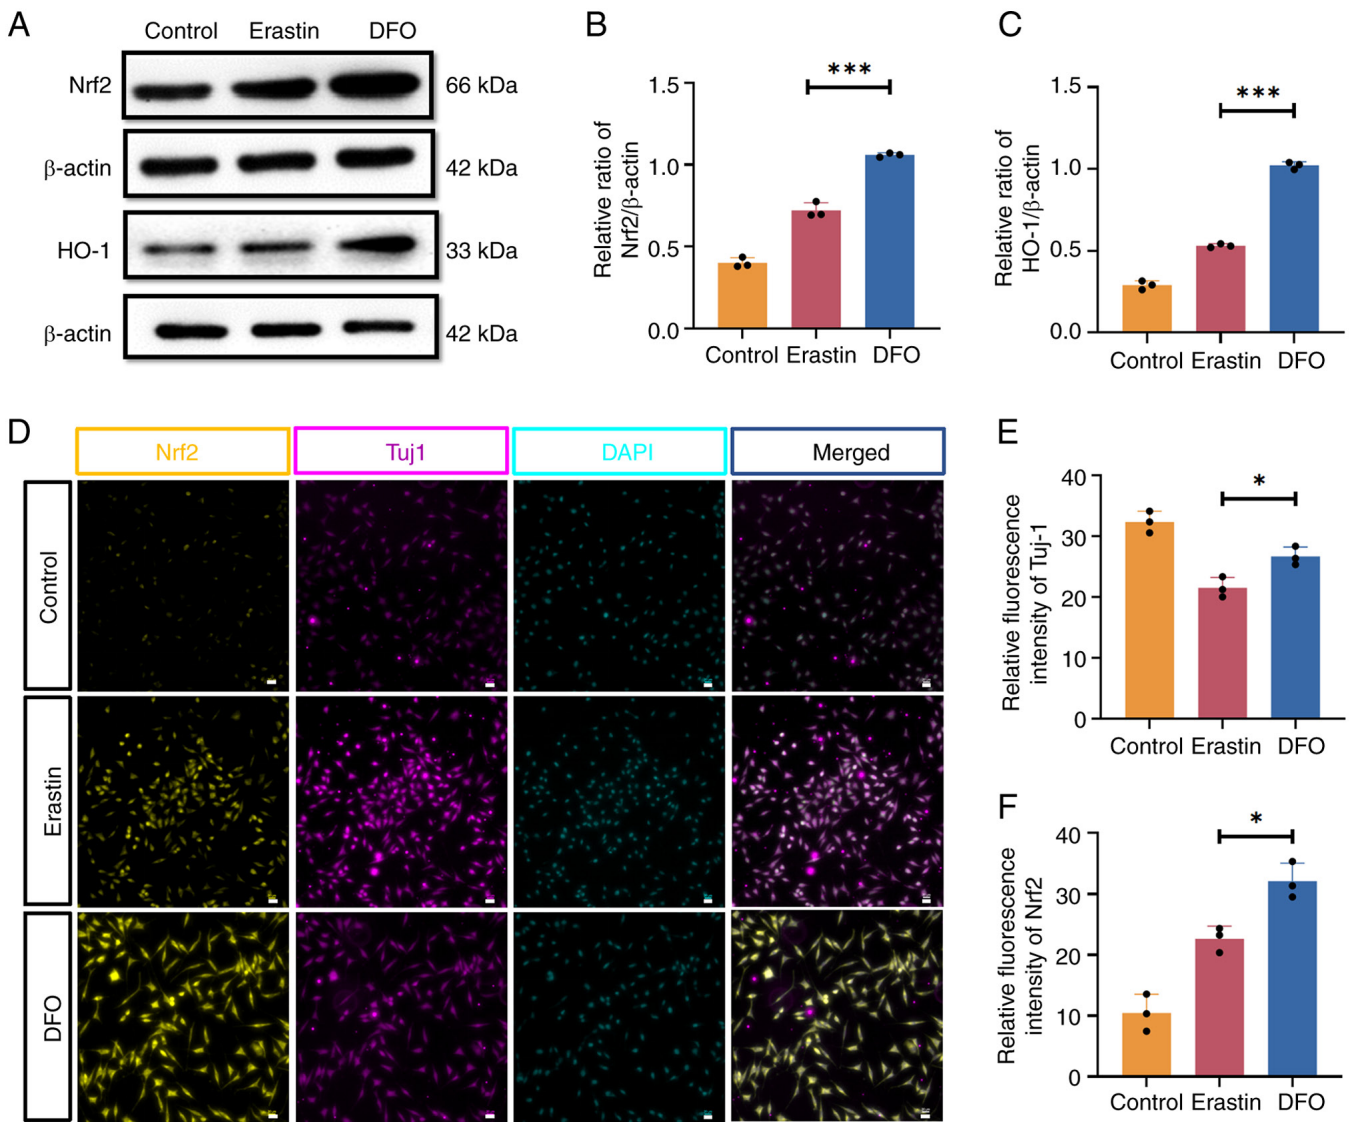 A
Control Erastin DFO
Nrf2 66 kDa
β-actin 42 kDa
HO-1 33 kDa
β-actin 42 kDa
B
Relative ratio of
Nrf2/β-actin
1.5
1.0
0.5
0.0
***
Control Erastin DFO
C
Relative ratio of
HO-1/β-actin
1.5
1.0
0.5
0.0
***
Control Erastin DFO
D
Nrf2 Tuj1 DAPI Merged
Control
Erastin
DFO
E
Relative fluorescence
intensity of Tuj-1
40
30
20
10
0
*
Control Erastin DFO
F
Relative fluorescence
intensity of Nrf2
40
30
20
10
0
*
Control Erastin DFO